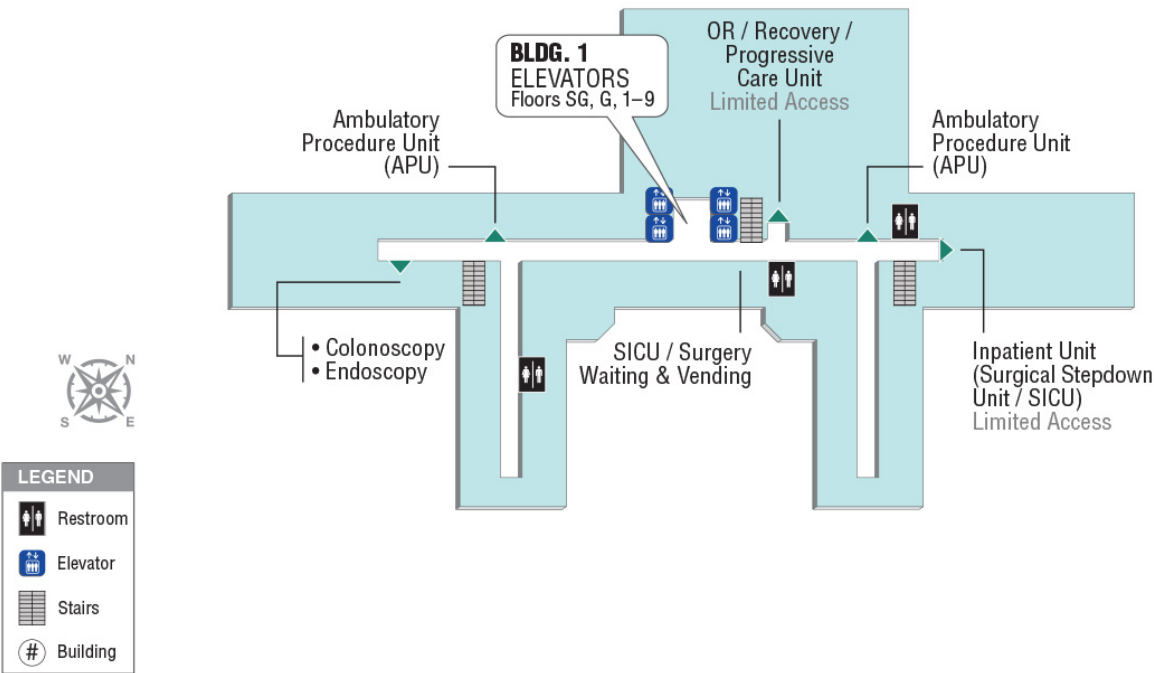 BLDG. 1
ELEVATORS
Floors SG, G, 1–9
OR / Recovery /
Progressive
Care Unit
Limited Access
Ambulatory
Procedure Unit
(APU)
Ambulatory
Procedure Unit
(APU)
• Colonoscopy
• Endoscopy
SICU / Surgery
Waiting & Vending
Inpatient Unit
(Surgical Stepdown
Unit / SICU)
Limited Access
W N
S E
LEGEND
Restroom
Elevator
Stairs
# Building